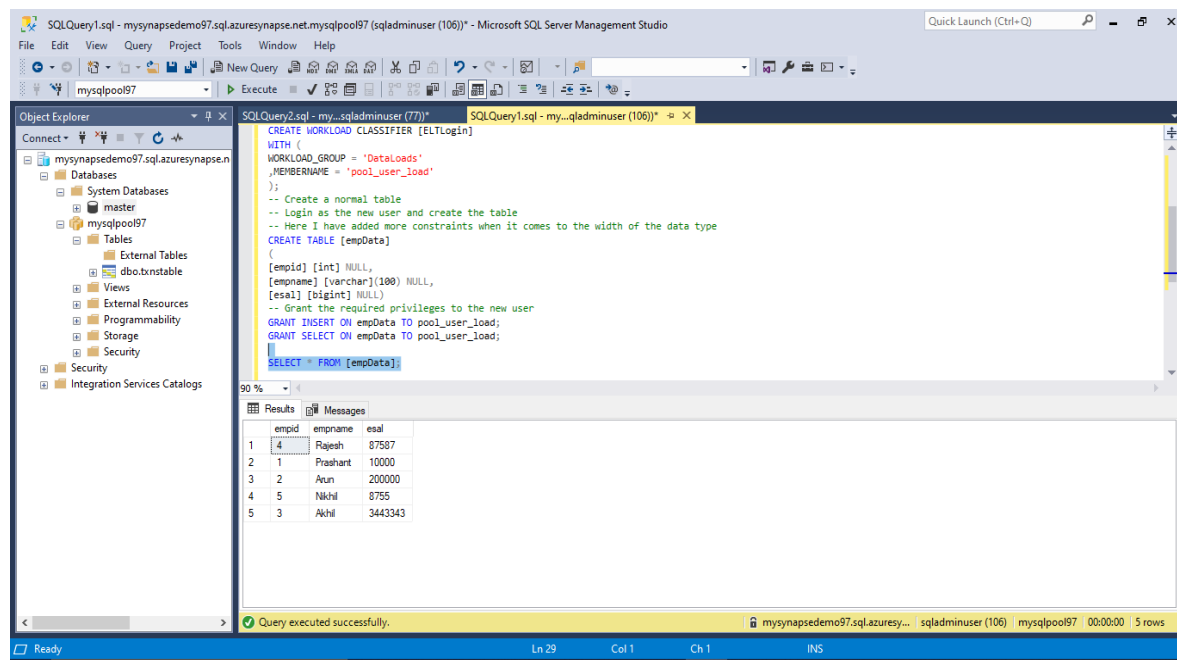 SQLQuery1.sql - mysynapsedemo97.sql.azuresynapse.net.mysqlpool97 (sqladminuser (106))* - Microsoft SQL Server Management Studio
Quick Launch (Ctrl+Q)
File Edit View Query Project Tools Window Help
New Query
mysqlpool97
Execute
Object Explorer
SQLQuery2.sql - my...sqladminuser (77))*
SQLQuery1.sql - my...qladminuser (106))*
Connect
mysynapsedemo97.sql.azuresynapse.n
Databases
System Databases
master
mysqlpool97
Tables
External Tables
dbo.txnstable
Views
External Resources
Programmability
Storage
Security
Security
Integration Services Catalogs
CREATE WORKLOAD CLASSIFIER [ELTLogin]
WITH (
WORKLOAD_GROUP = 'DataLoads'
,MEMBERNAME = 'pool_user_load'
);
-- Create a normal table
-- Login as the new user and create the table
-- Here I have added more constraints when it comes to the width of the data type
CREATE TABLE [empData]
(
[empid] [int] NULL,
[empname] [varchar](100) NULL,
[esal] [bigint] NULL)
-- Grant the required privileges to the new user
GRANT INSERT ON empData TO pool_user_load;
GRANT SELECT ON empData TO pool_user_load;
SELECT * FROM [empData];
90 %
Results Messages
empid empname esal
1 4 Rajesh 87587
2 1 Prashant 10000
3 2 Arun 200000
4 5 Nikhil 8755
5 3 Akhil 3443343
Query executed successfully.
mysynapsedemo97.sql.azuresy... sqladminuser (106) mysqlpool97 00:00:00 5 rows
Ready
Ln 29 Col 1 Ch 1 INS